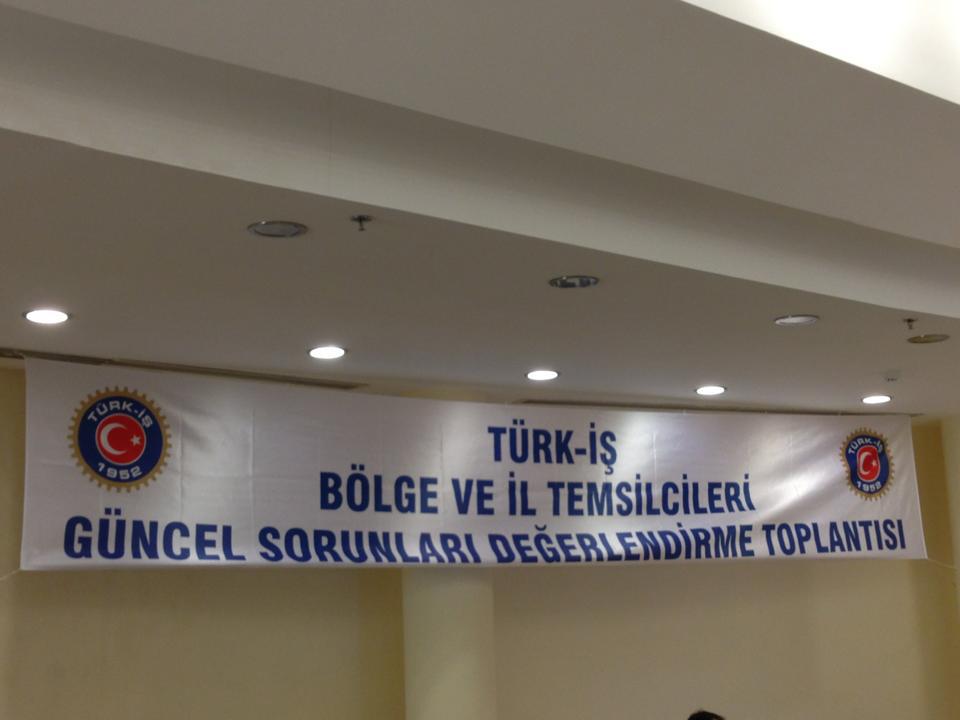 TÜRK-İŞ
1952
TÜRK-İŞ
BÖLGE VE İL TEMSİLCİLERİ
GÜNCEL SORUNLARI DEĞERLENDİRME TOPLANTISI
TÜRK-İŞ
1952